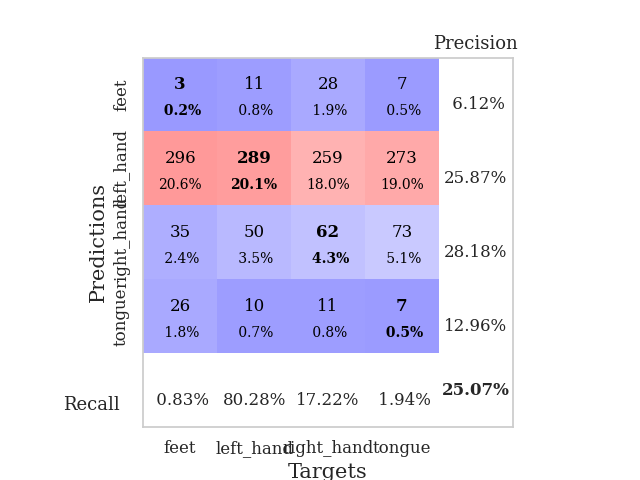 Precision
feet 3 11 28 7 6.12%
0.2% 0.8% 1.9% 0.5%
left_hand 296 289 259 273 25.87%
20.6% 20.1% 18.0% 19.0%
right_hand 35 50 62 73 28.18%
2.4% 3.5% 4.3% 5.1%
tongue 26 10 11 7 12.96%
1.8% 0.7% 0.8% 0.5%
Predictions
Recall 0.83% 80.28% 17.22% 1.94% 25.07%
feet left_hand right_hand tongue
Targets